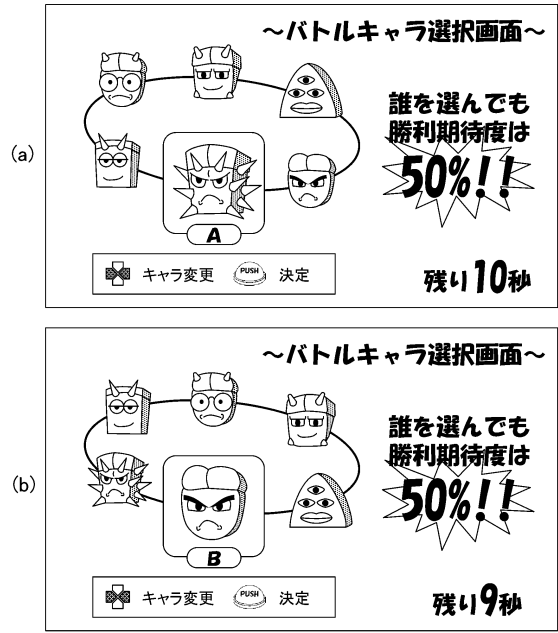 (a)
～バトルキャラ選択画面～
誰を選んでも
勝利期待度は
50%!!
A
キャラ変更 PUSH 決定
残り10秒
(b)
～バトルキャラ選択画面～
誰を選んでも
勝利期待度は
50%!!
B
キャラ変更 PUSH 決定
残り9秒